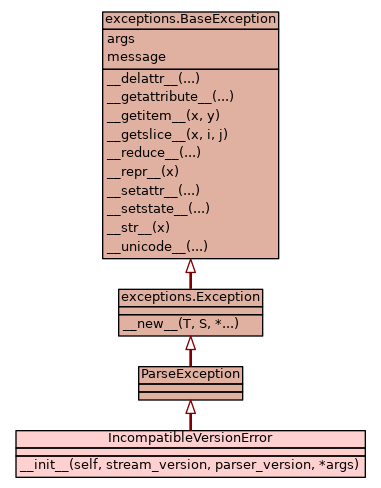 exceptions.BaseException
args
message
__delattr__(...)
__getattribute__(...)
__getitem__(x, y)
__getslice__(x, i, j)
__reduce__(...)
__repr__(x)
__setattr__(...)
__setstate__(...)
__str__(x)
__unicode__(...)
exceptions.Exception
__new__(T, S, *...)
ParseException
IncompatibleVersionError
__init__(self, stream_version, parser_version, *args)